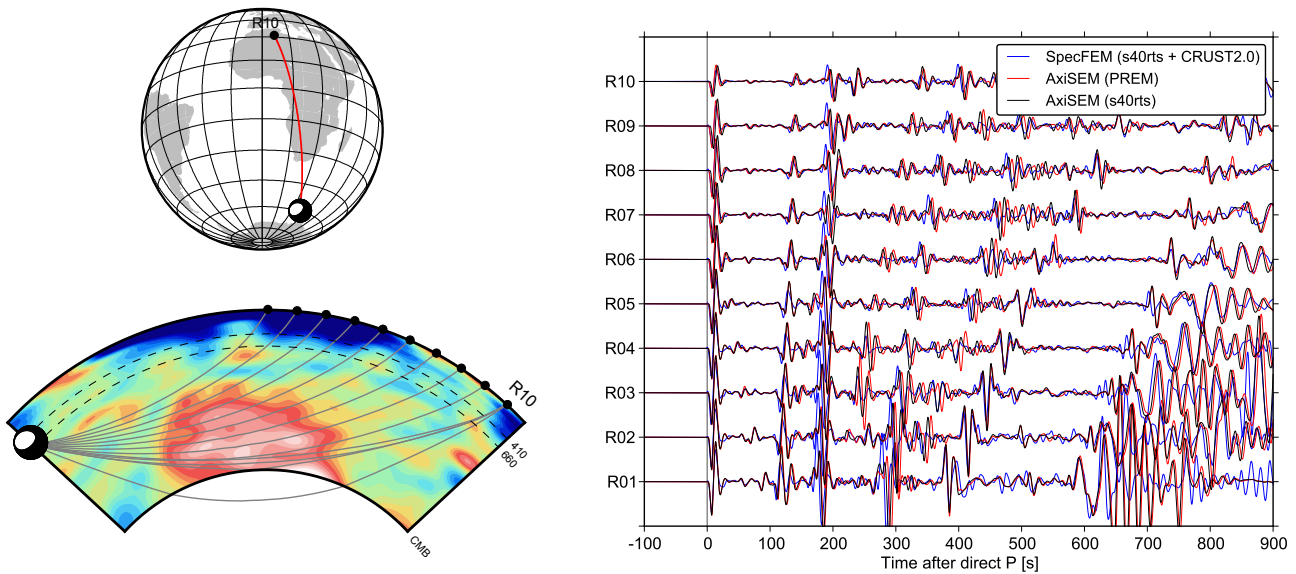 R10
R10
410
660
CMB
SpecFEM (s40rts + CRUST2.0)
AxiSEM (PREM)
AxiSEM (s40rts)
R10
R09
R08
R07
R06
R05
R04
R03
R02
R01
-100 0 100 200 300 400 500 600 700 800 900
Time after direct P [s]